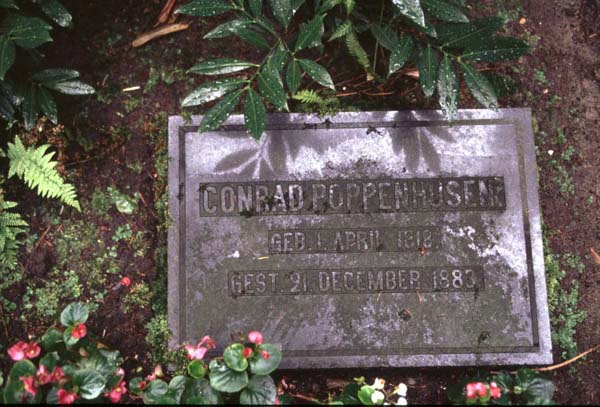 CONRAD POPPENHUSEN
GEB. 1. APRIL 1818.
GEST. 21. DECEMBER 1883.